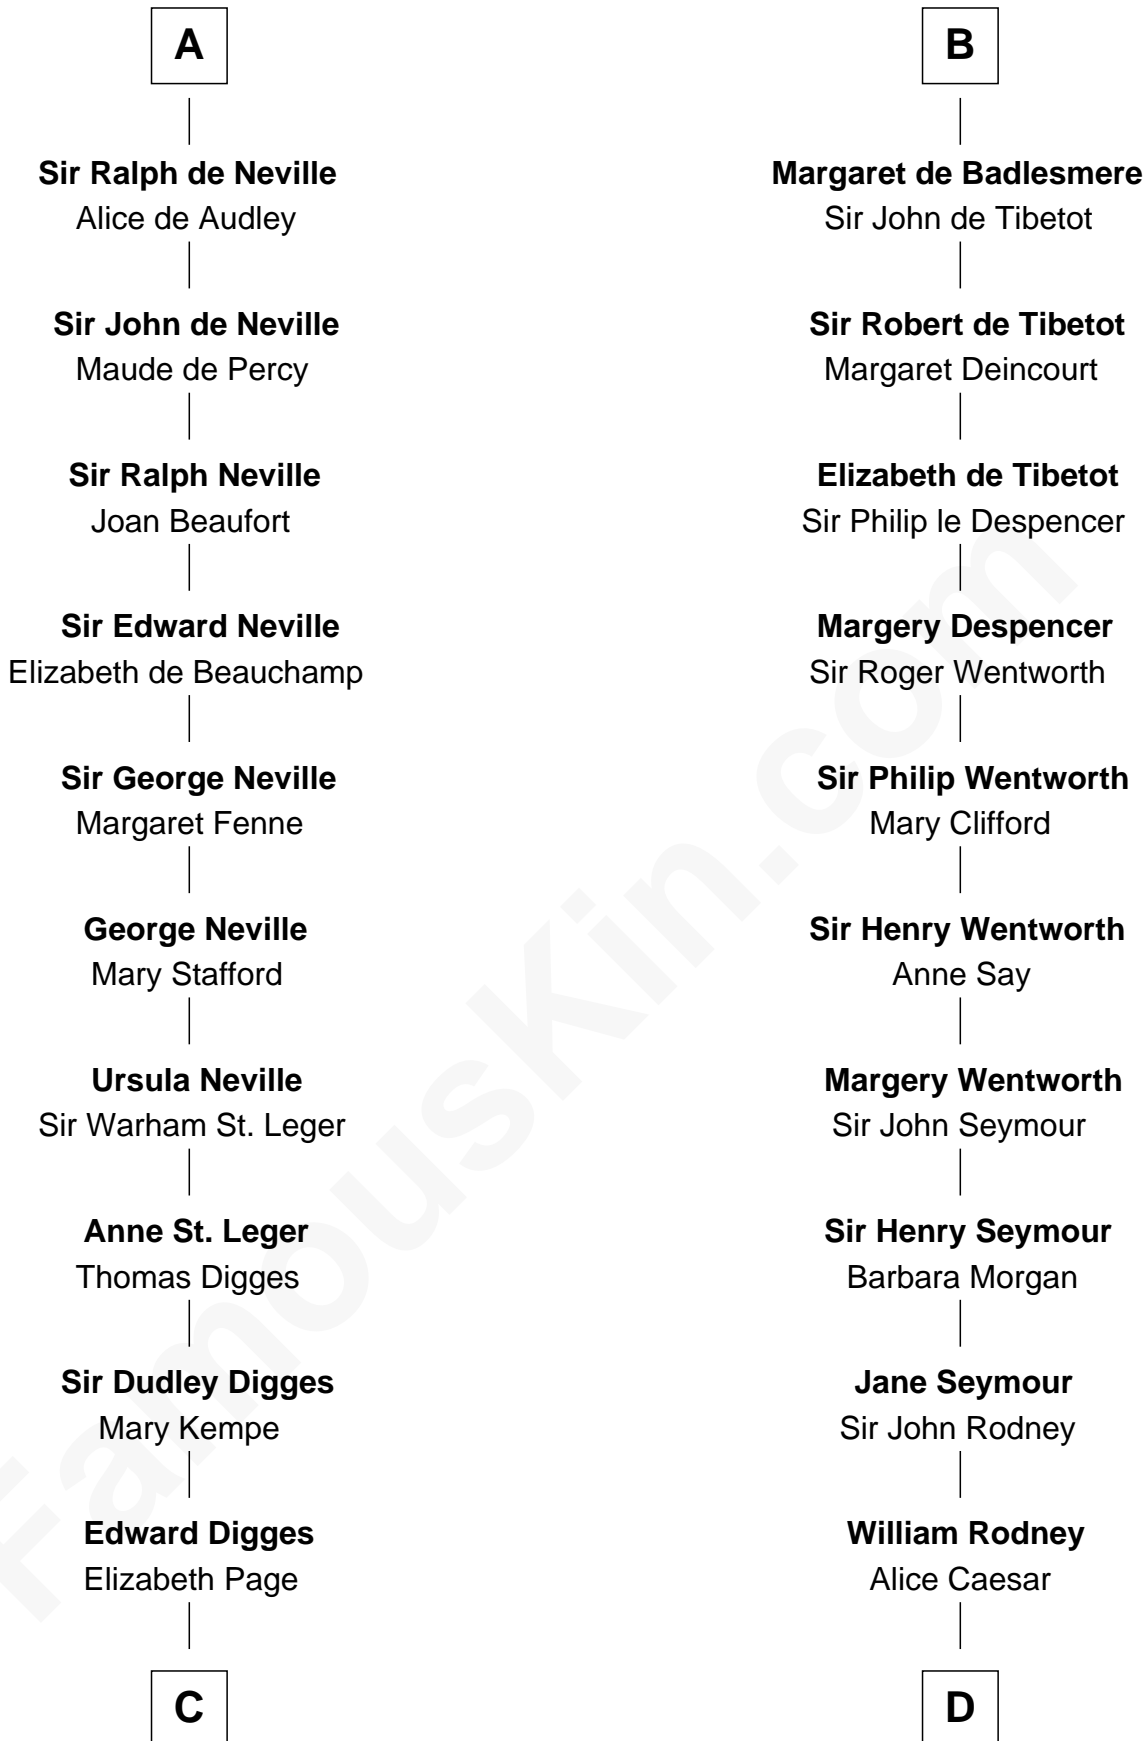 A
Sir Ralph de Neville
Alice de Audley
Sir John de Neville
Maude de Percy
Sir Ralph Neville
Joan Beaufort
Sir Edward Neville
Elizabeth de Beauchamp
Sir George Neville
Margaret Fenne
George Neville
Mary Stafford
Ursula Neville
Sir Warham St. Leger
Anne St. Leger
Thomas Digges
Sir Dudley Digges
Mary Kempe
Edward Digges
Elizabeth Page
C
B
Margaret de Badlesmere
Sir John de Tibetot
Sir Robert de Tibetot
Margaret Deincourt
Elizabeth de Tibetot
Sir Philip le Despencer
Margery Despencer
Sir Roger Wentworth
Sir Philip Wentworth
Mary Clifford
Sir Henry Wentworth
Anne Say
Margery Wentworth
Sir John Seymour
Sir Henry Seymour
Barbara Morgan
Jane Seymour
Sir John Rodney
William Rodney
Alice Caesar
D
FamousKin.com